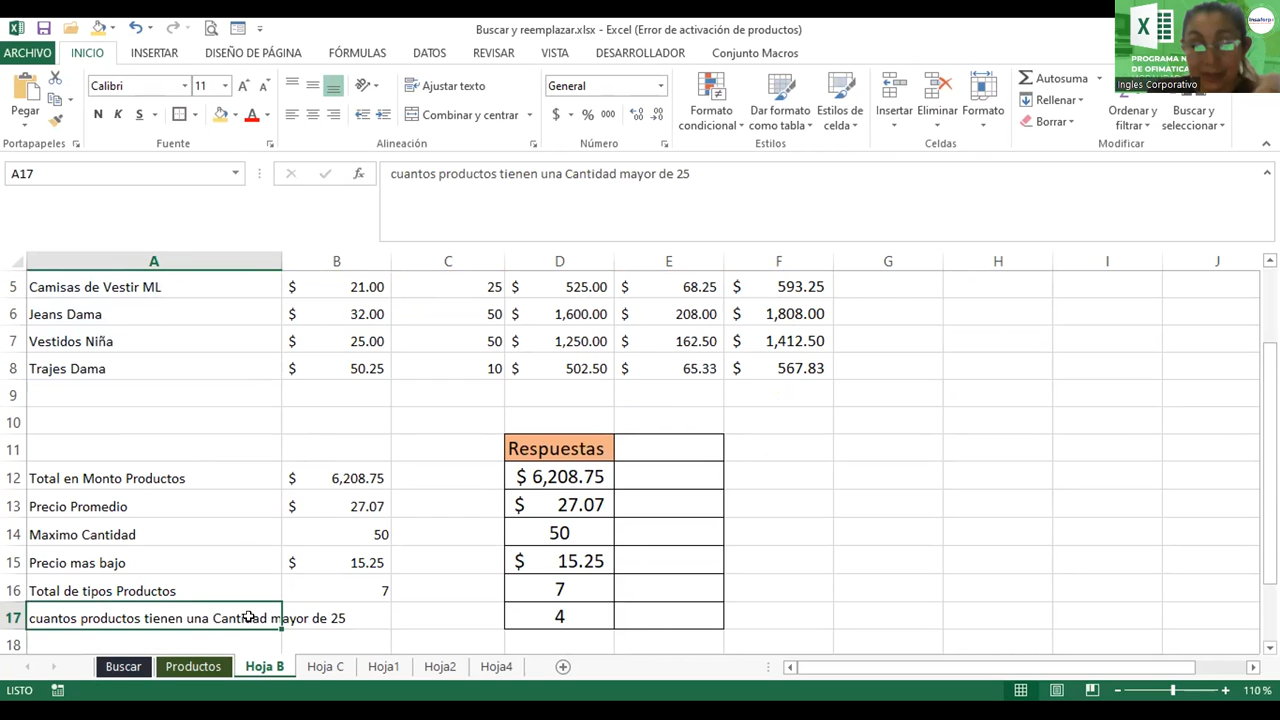 Buscar y reemplazar.xlsx - Excel (Error de activación de productos)
ARCHIVO INICIO INSERTAR DISEÑO DE PÁGINA FÓRMULAS DATOS REVISAR VISTA DESARROLLADOR Conjunto Macros
Ingles Corporativo
Pegar
Calibri 11
N K S
Ajustar texto
Combinar y centrar
General
$ % 000
Formato condicional
Dar formato como tabla
Estilos de celda
Insertar Eliminar Formato
Autosuma
Rellenar
Borrar
Ordenar y filtrar
Buscar y seleccionar
Portapapeles Fuente Alineación Número Estilos Celdas Modificar
A17 fx cuantos productos tienen una Cantidad mayor de 25
A B C D E F G H I J
5 Camisas de Vestir ML $ 21.00 25 $ 525.00 $ 68.25 $ 593.25
6 Jeans Dama $ 32.00 50 $ 1,600.00 $ 208.00 $ 1,808.00
7 Vestidos Niña $ 25.00 50 $ 1,250.00 $ 162.50 $ 1,412.50
8 Trajes Dama $ 50.25 10 $ 502.50 $ 65.33 $ 567.83
9
10
11 Respuestas
12 Total en Monto Productos $ 6,208.75 $ 6,208.75
13 Precio Promedio $ 27.07 $ 27.07
14 Maximo Cantidad 50 50
15 Precio mas bajo $ 15.25 $ 15.25
16 Total de tipos Productos 7 7
17 cuantos productos tienen una Cantidad mayor de 25 4
18
Buscar Productos Hoja B Hoja C Hoja1 Hoja2 Hoja4
LISTO 110 %